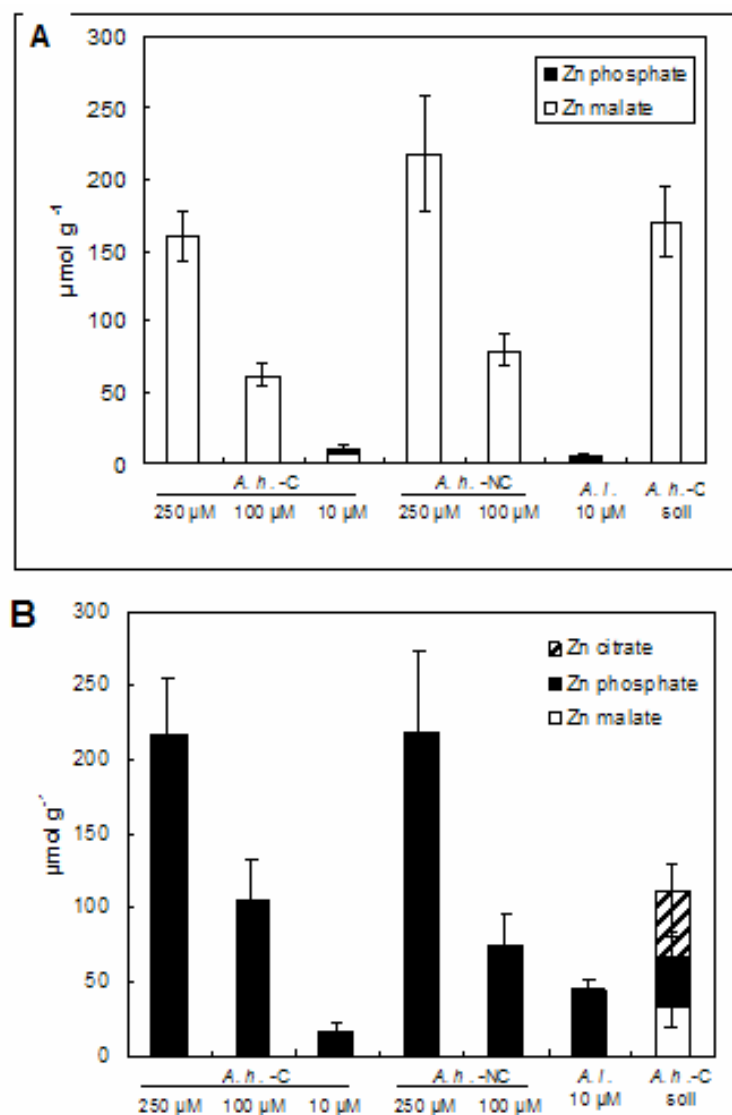 A
300
250
200
150
100
50
0
µmol g⁻¹
Zn phosphate
Zn malate
A. h. -C
A. h. -NC
A. l.
A. h.-C
250 µM
100 µM
10 µM
250 µM
100 µM
10 µM
soil
B
300
250
200
150
100
50
0
µmol g⁻¹
Zn citrate
Zn phosphate
Zn malate
A. h. -C
A. h. -NC
A. l.
A. h.-C
250 µM
100 µM
10 µM
250 µM
100 µM
10 µM
soil